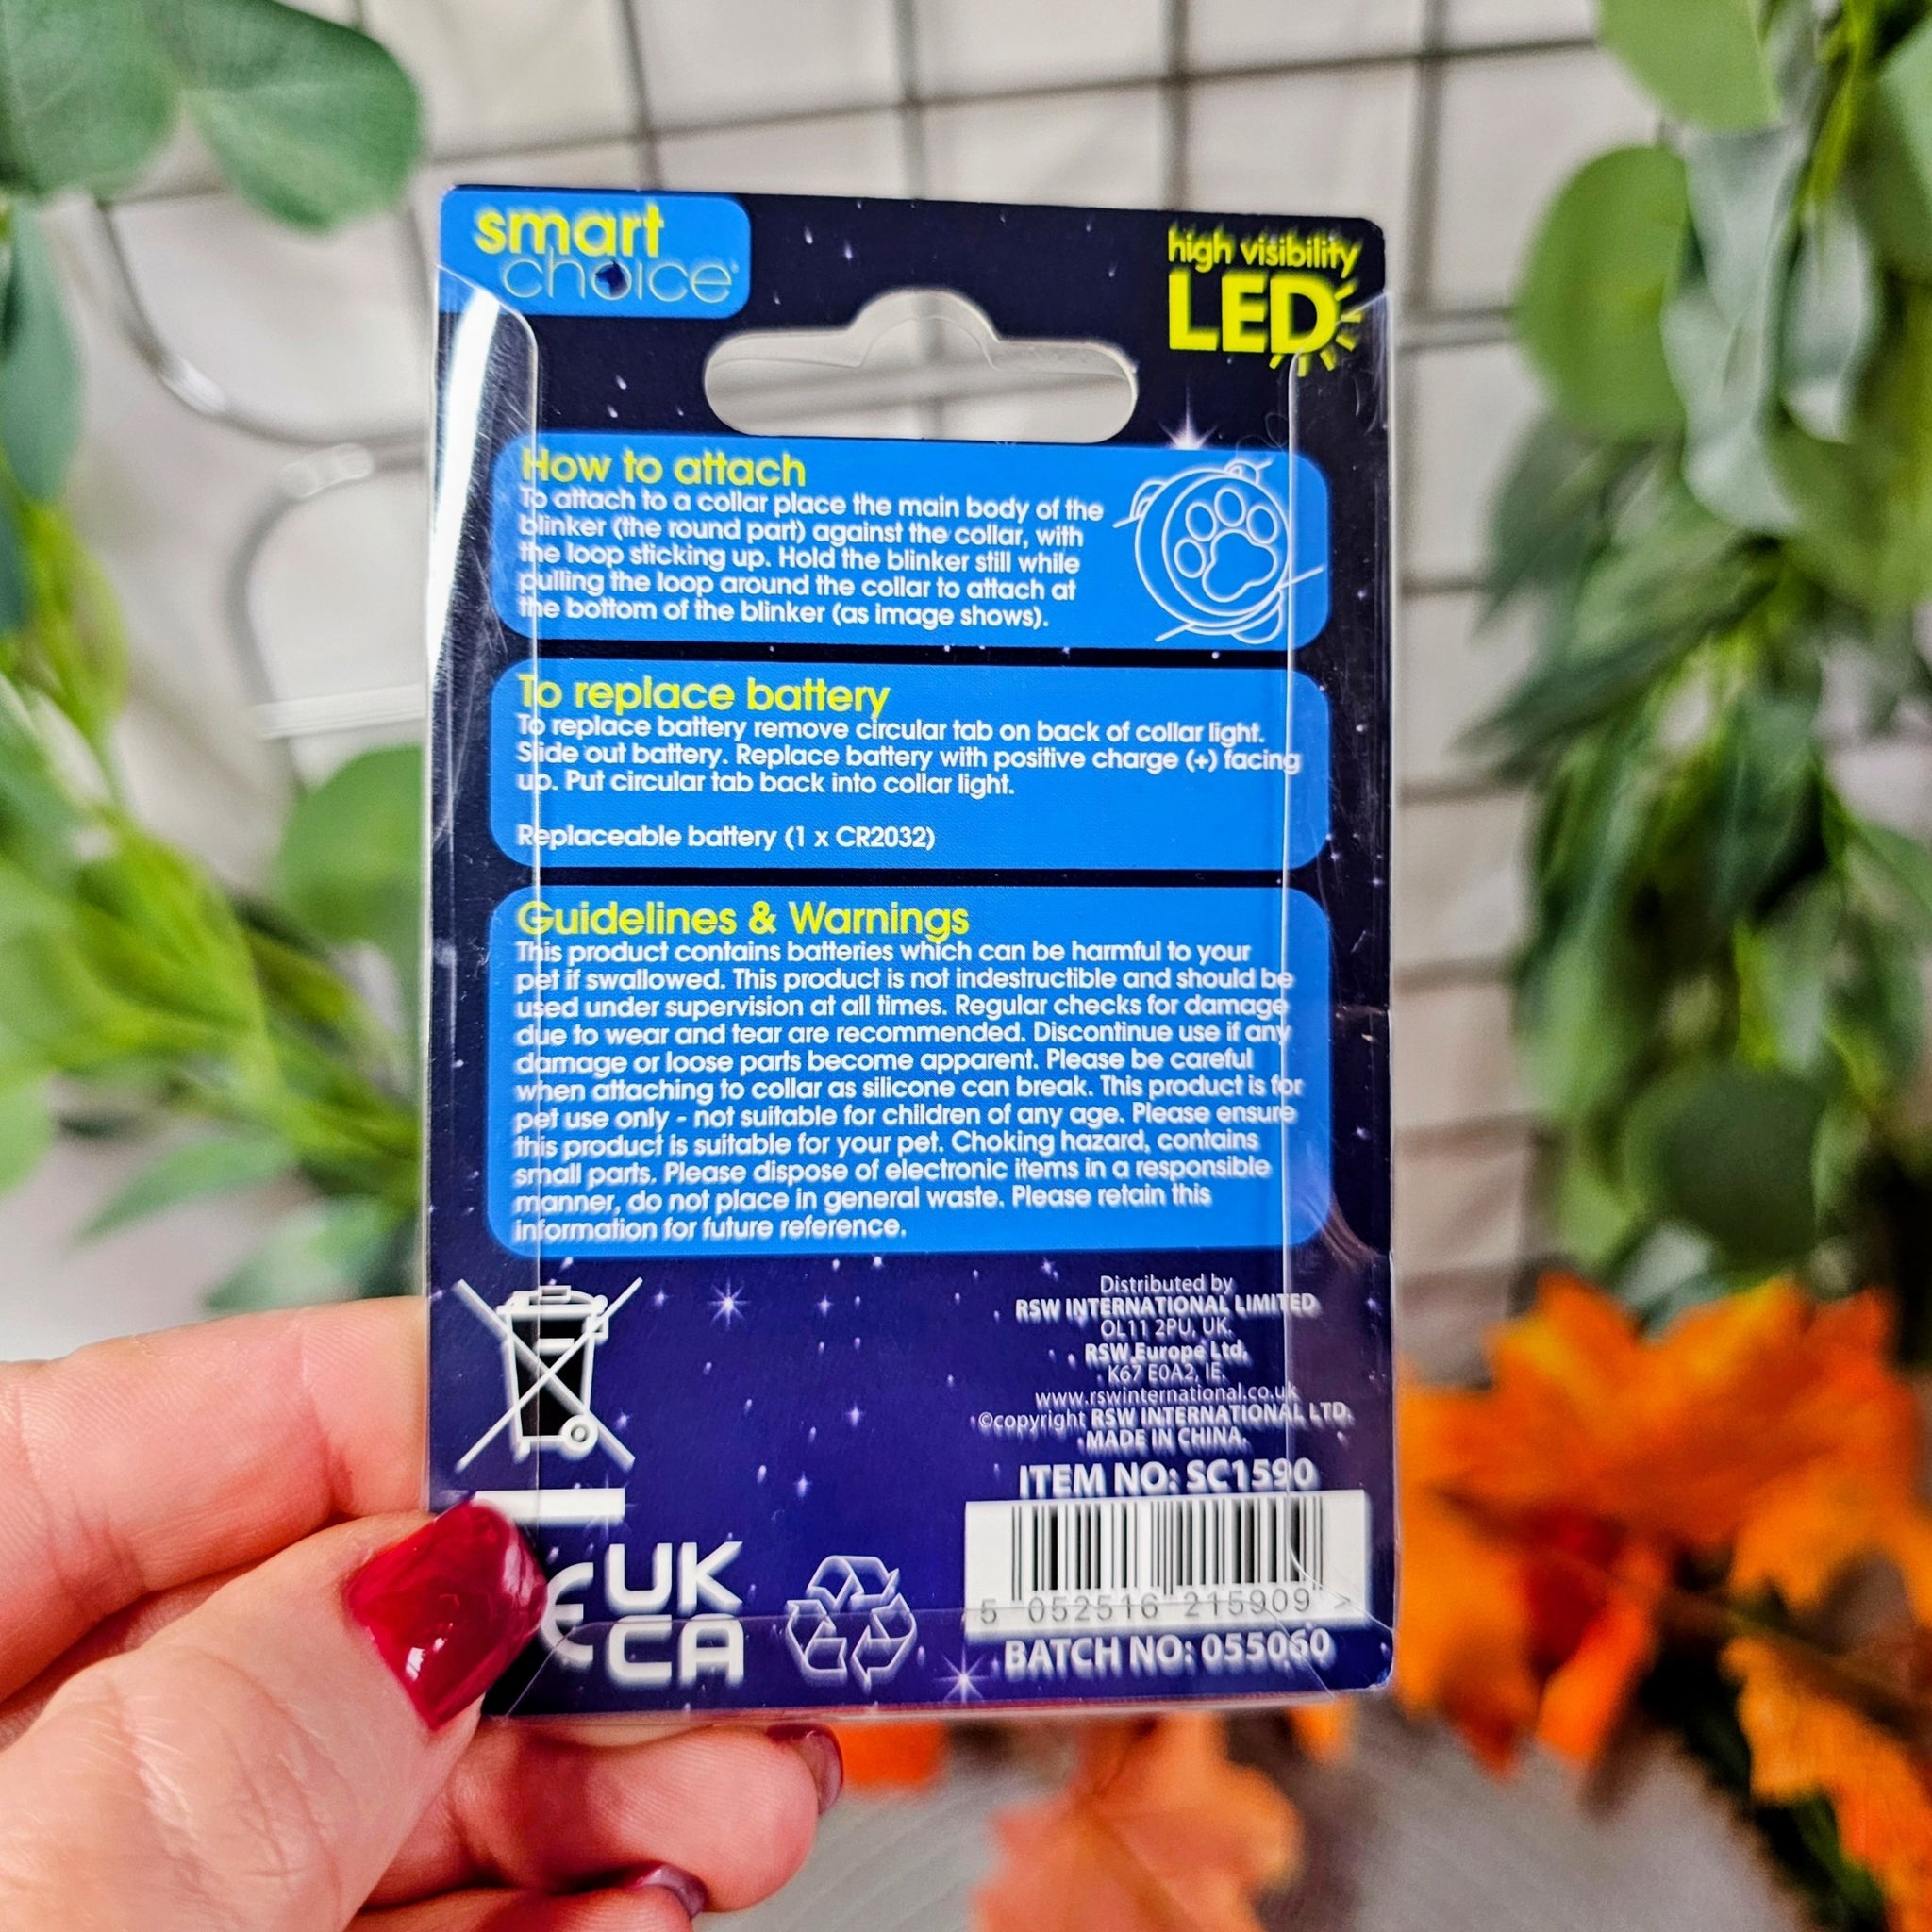 smart
choice
high visibility
LED
How to attach
To attach to a collar place the main body of the
blinker (the round part) against the collar, with
the loop sticking up. Hold the blinker still while
pulling the loop around the collar to attach at
the bottom of the blinker (as image shows).
To replace battery
To replace battery remove circular tab on back of collar light.
Slide out battery. Replace battery with positive charge (+) facing
up. Put circular tab back into collar light.
Replaceable battery (1 x CR2032)
Guidelines & Warnings
This product contains batteries which can be harmful to your
pet if swallowed. This product is not indestructible and should be
used under supervision at all times. Regular checks for damage
due to wear and tear are recommended. Discontinue use if any
damage or loose parts become apparent. Please be careful
when attaching to collar as silicone can break. This product is for
pet use only - not suitable for children of any age. Please ensure
this product is suitable for your pet. Choking hazard, contains
small parts. Please dispose of electronic items in a responsible
manner, do not place in general waste. Please retain this
information for future reference.
Distributed by
RSW INTERNATIONAL LIMITED
OL11 2PU, UK.
RSW Europe Ltd,
K67 E0A2, IE.
www.rswinternational.co.uk
©copyright RSW INTERNATIONAL LTD.
MADE IN CHINA.
ITEM NO: SC1590
5 052516 215909 >
BATCH NO: 055060
UK
CA